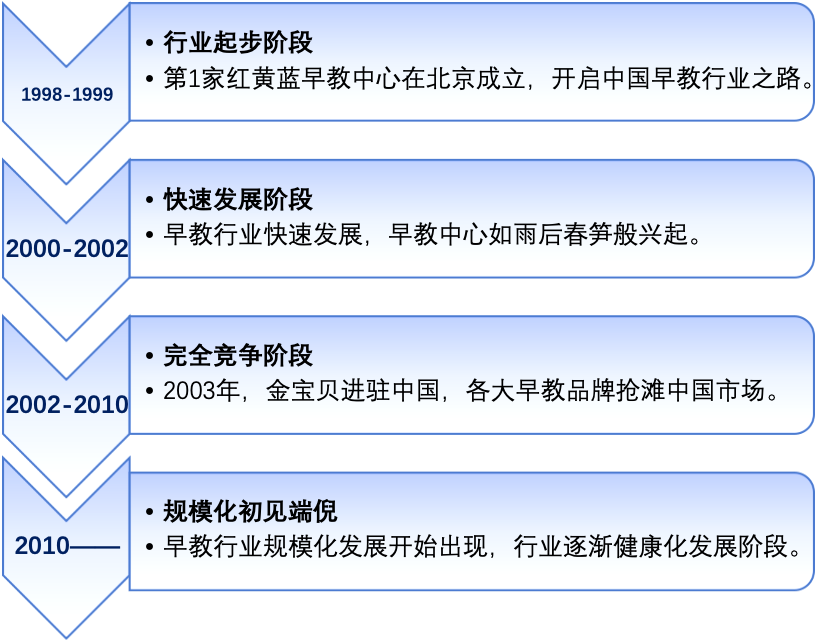 1998-1999
• 行业起步阶段
• 第1家红黄蓝早教中心在北京成立，开启中国早教行业之路。
2000-2002
• 快速发展阶段
• 早教行业快速发展，早教中心如雨后春笋般兴起。
2002-2010
• 完全竞争阶段
• 2003年，金宝贝进驻中国，各大早教品牌抢滩中国市场。
2010——
• 规模化初见端倪
• 早教行业规模化发展开始出现，行业逐渐健康化发展阶段。